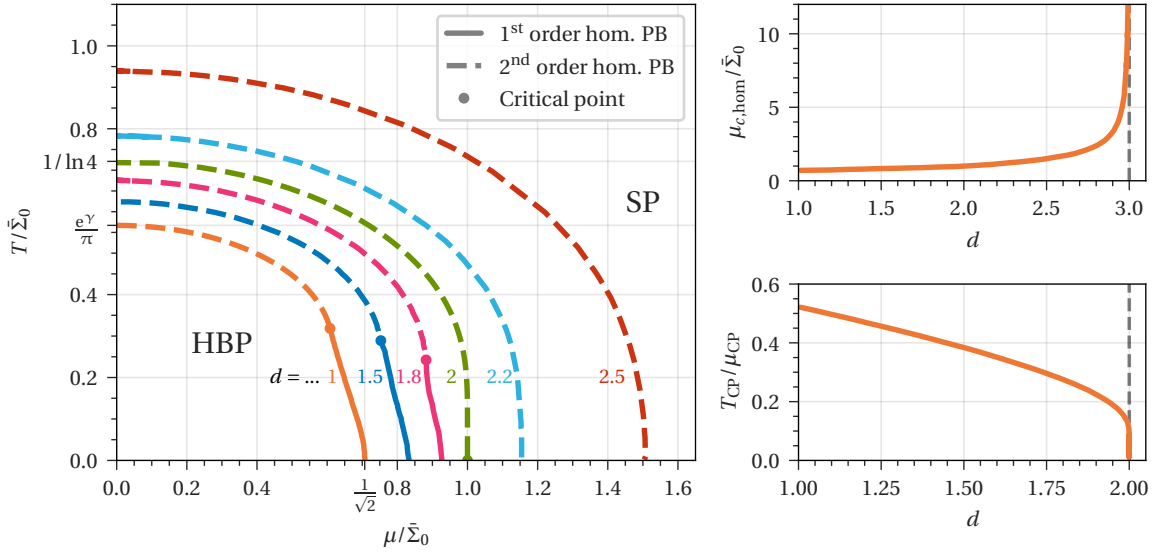 1st order hom. PB
2nd order hom. PB
Critical point
SP
HBP
d = ... 1 1.5 1.8 2 2.2 2.5
T/Σ̄₀
1.0
0.8
1/ ln4
e^γ/π
0.4
0.2
0.0
0.0 0.4 1/√2 0.8 1.0 1.2 1.4 1.6
μ/Σ̄₀
μc,hom/Σ̄₀
10
5
0
1.0 1.5 2.0 2.5 3.0
d
TCP/μCP
0.6
0.4
0.2
0.0
1.00 1.25 1.50 1.75 2.00
d